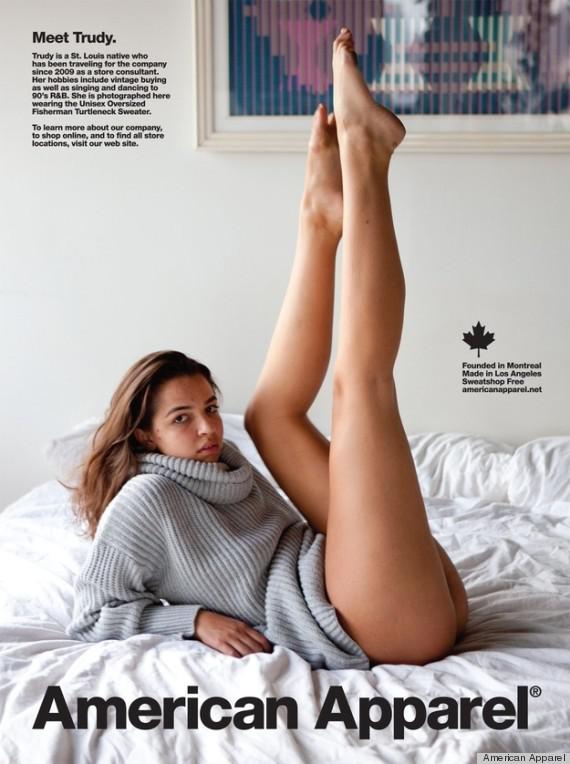 Meet Trudy.
Trudy is a St. Louis native who
has been traveling for the company
since 2009 as a store consultant.
Her hobbies include vintage buying
as well as singing and dancing to
90's R&B. She is photographed here
wearing the Unisex Oversized
Fisherman Turtleneck Sweater.
To learn more about our company,
to shop online, and to find all store
locations, visit our web site.
Founded in Montreal
Made in Los Angeles
Sweatshop Free
americanapparel.net
American Apparel®
American Apparel